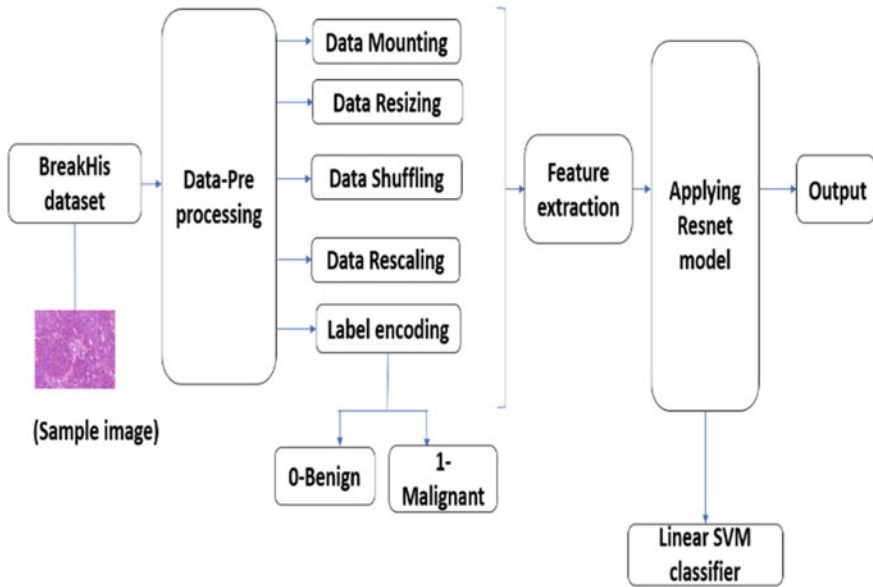 BreakHis
dataset
(Sample image)
Data-Pre
processing
Data Mounting
Data Resizing
Data Shuffling
Data Rescaling
Label encoding
0-Benign
1-
Malignant
Feature
extraction
Applying
Resnet
model
Output
Linear SVM
classifier